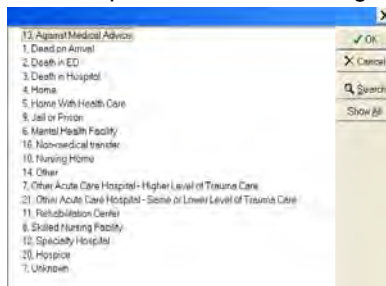 13. Against Medical Advice
1. Dead on Arrival
2. Death in ED
3. Death in Hospital
4. Home
5. Home With Health Care
9. Jail or Prison
6. Mental Health Facility
16. Non-medical transfer
10. Nursing Home
14. Other
7. Other Acute Care Hospital - Higher Level of Trauma Care
21. Other Acute Care Hospital - Same or Lower Level of Trauma Care
11. Rehabilitation Center
8. Skilled Nursing Facility
12. Specialty Hospital
20. Hospice
?. Unknown
OK
Cancel
Search
Show All